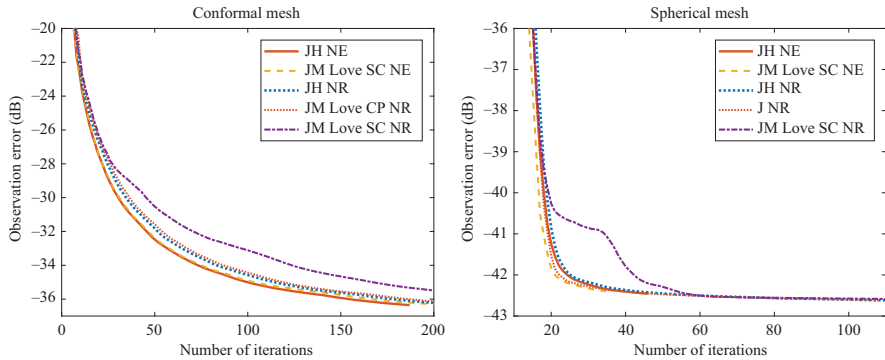 Conformal mesh
Observation error (dB)
–20
–22
–24
–26
–28
–30
–32
–34
–36
0
50
100
150
200
Number of iterations
JH NE
JM Love SC NE
JH NR
JM Love CP NR
JM Love SC NR
Spherical mesh
Observation error (dB)
–36
–37
–38
–39
–40
–41
–42
–43
20
40
60
80
100
Number of iterations
JH NE
JM Love SC NE
JH NR
J NR
JM Love SC NR